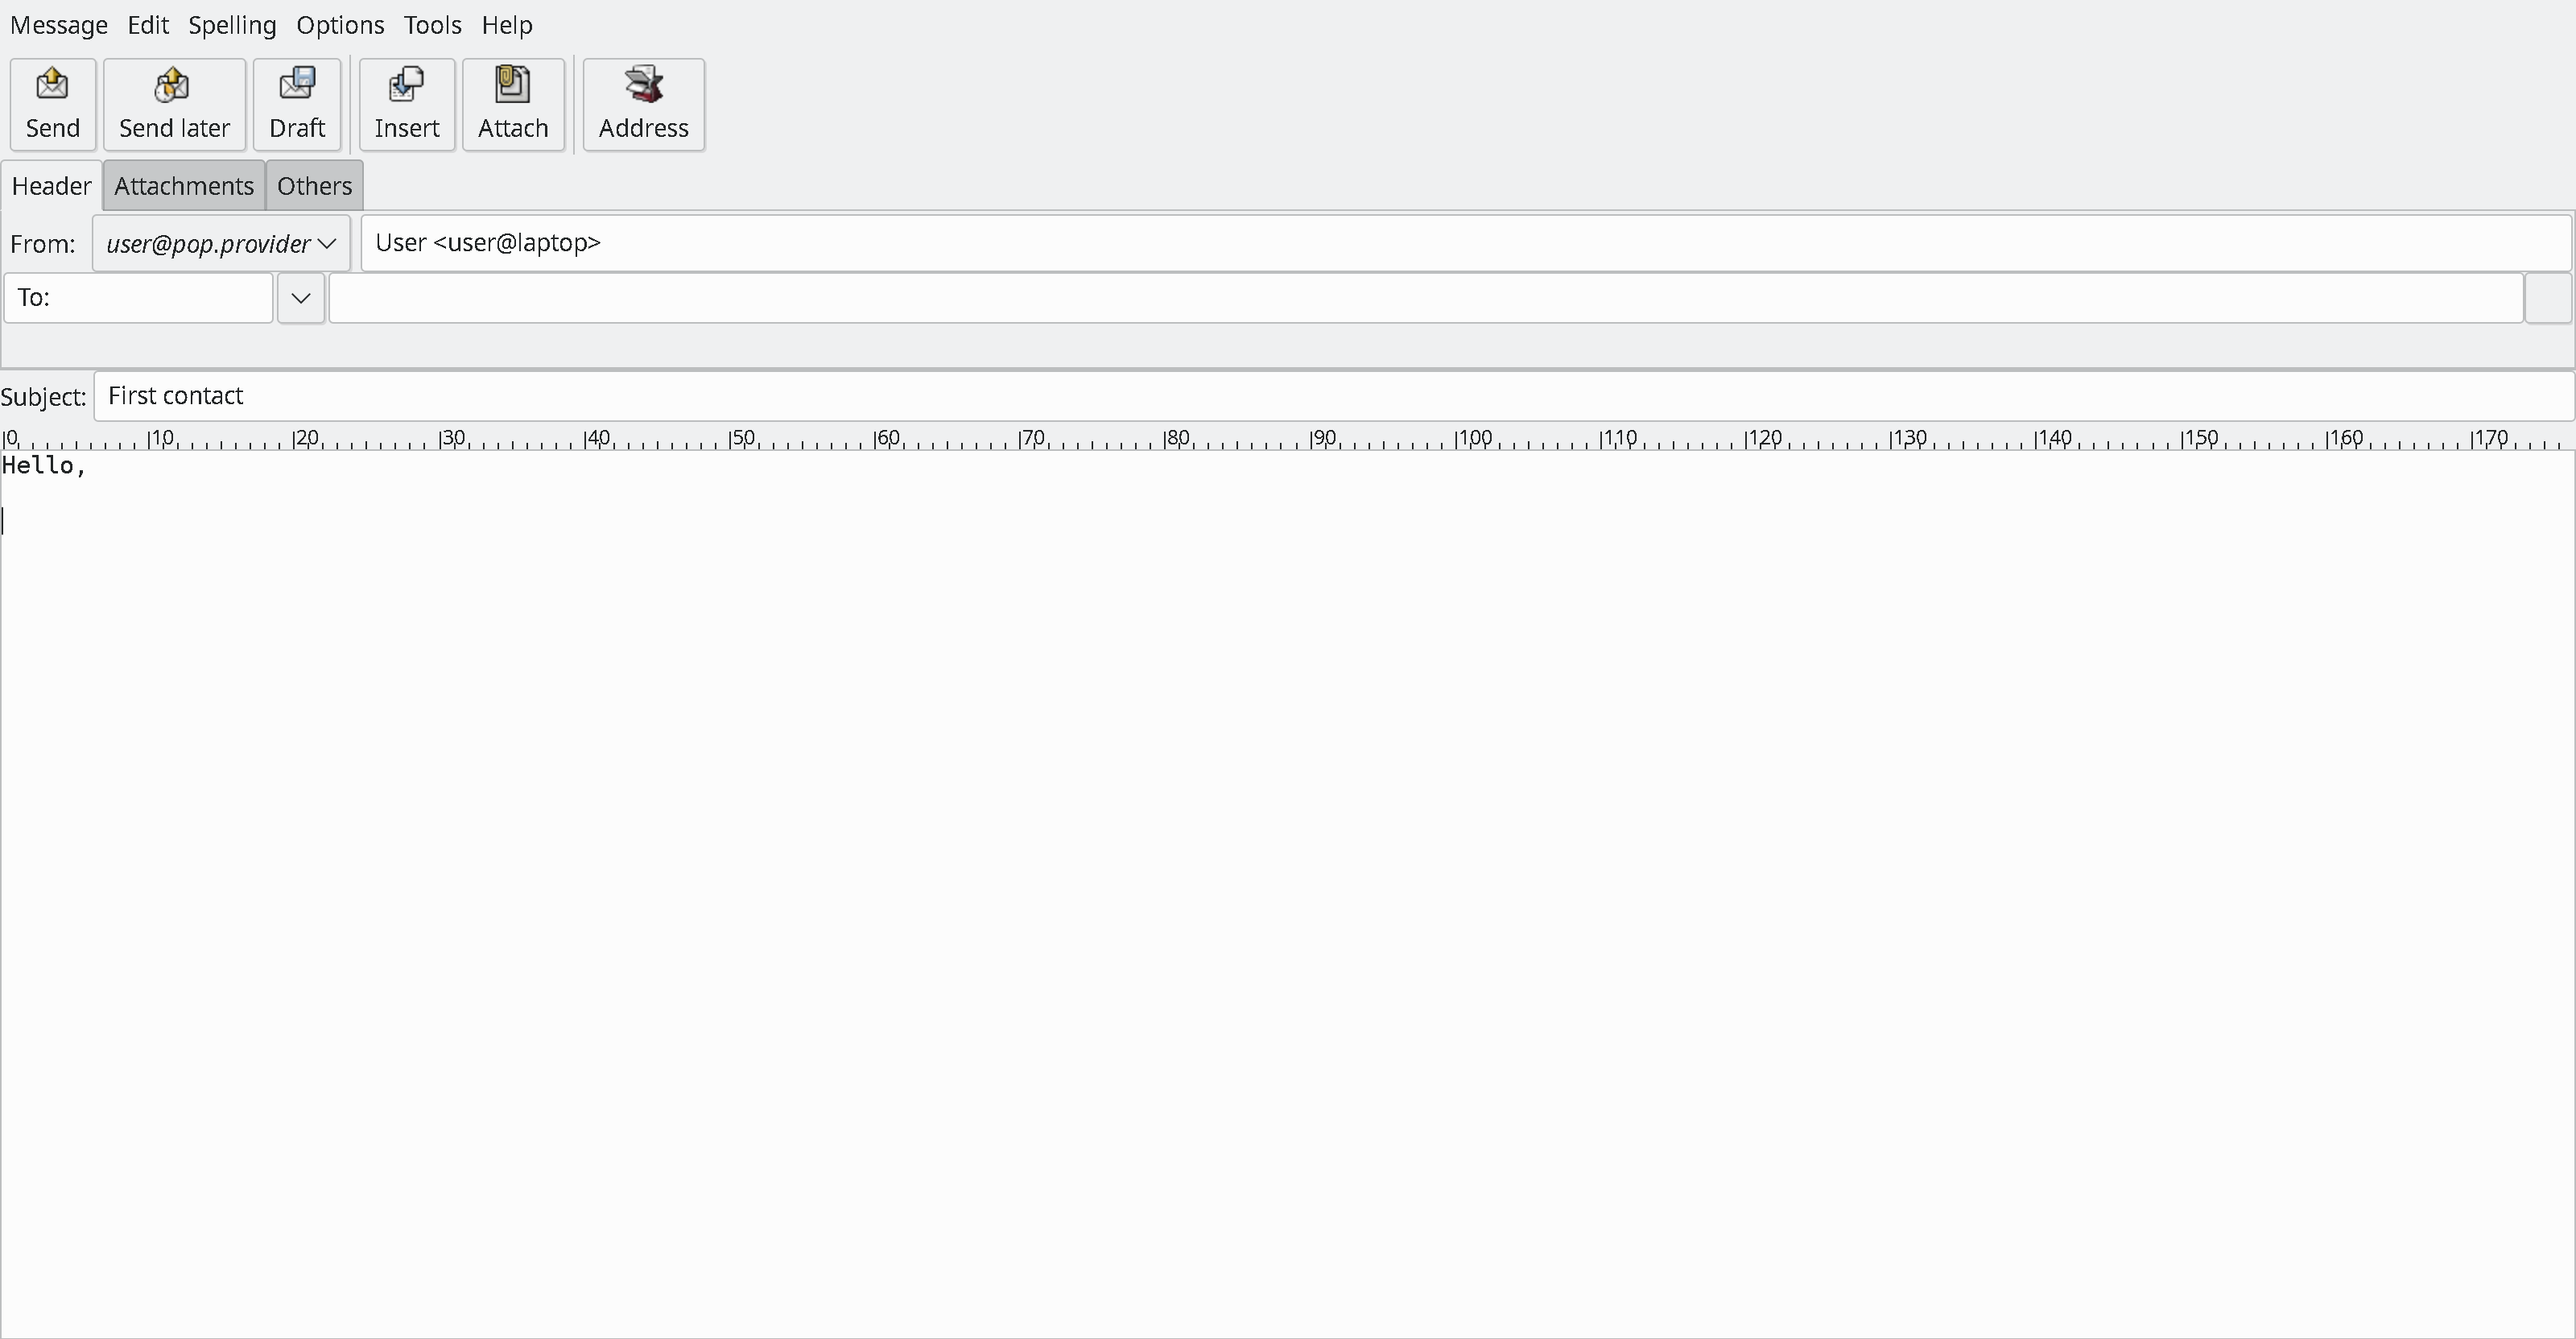 Message Edit Spelling Options Tools Help
Send Send later Draft Insert Attach Address
Header Attachments Others
From: user@pop.provider User <user@laptop>
To:
Subject: First contact
0 10 20 30 40 50 60 70 80 90 100 110 120 130 140 150 160 170
Hello,